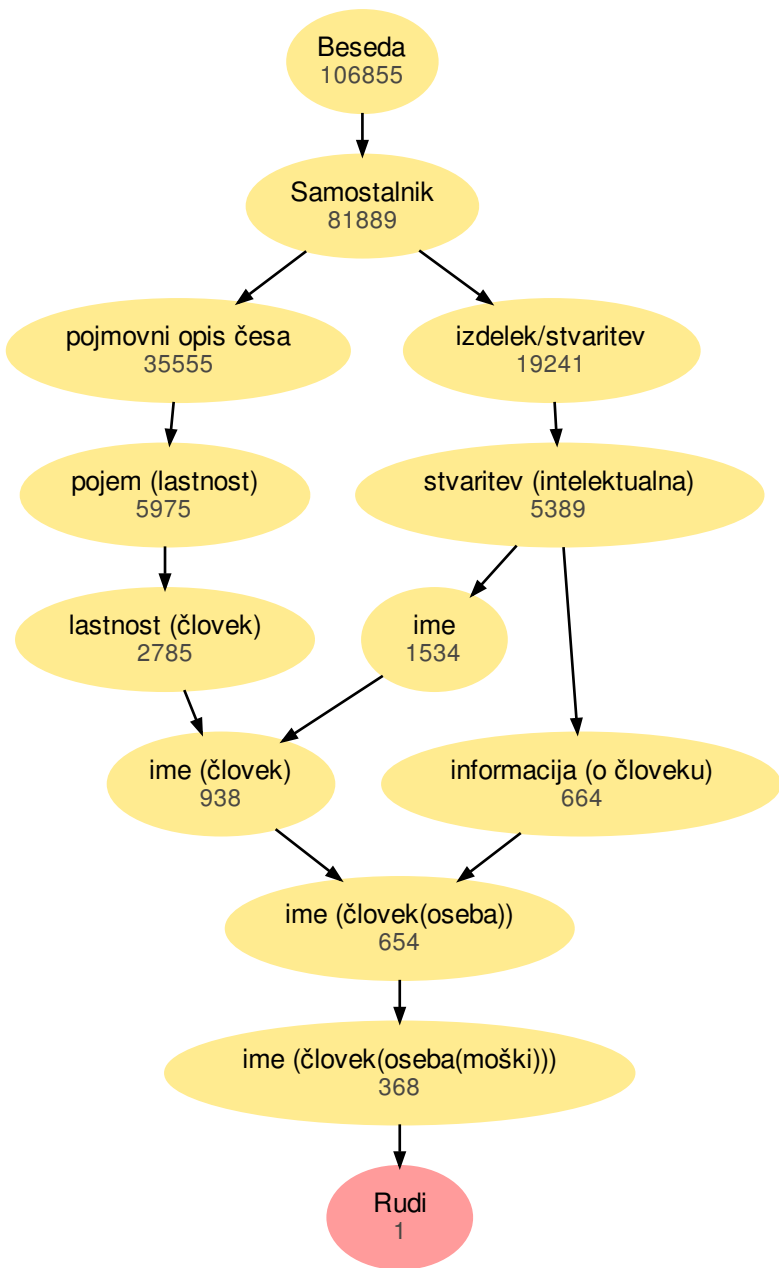 Beseda
106855
Samostalnik
81889
pojmovni opis česa
35555
izdelek/stvaritev
19241
pojem (lastnost)
5975
stvaritev (intelektualna)
5389
lastnost (človek)
2785
ime
1534
ime (človek)
938
informacija (o človeku)
664
ime (človek(oseba))
654
ime (človek(oseba(moški)))
368
Rudi
1